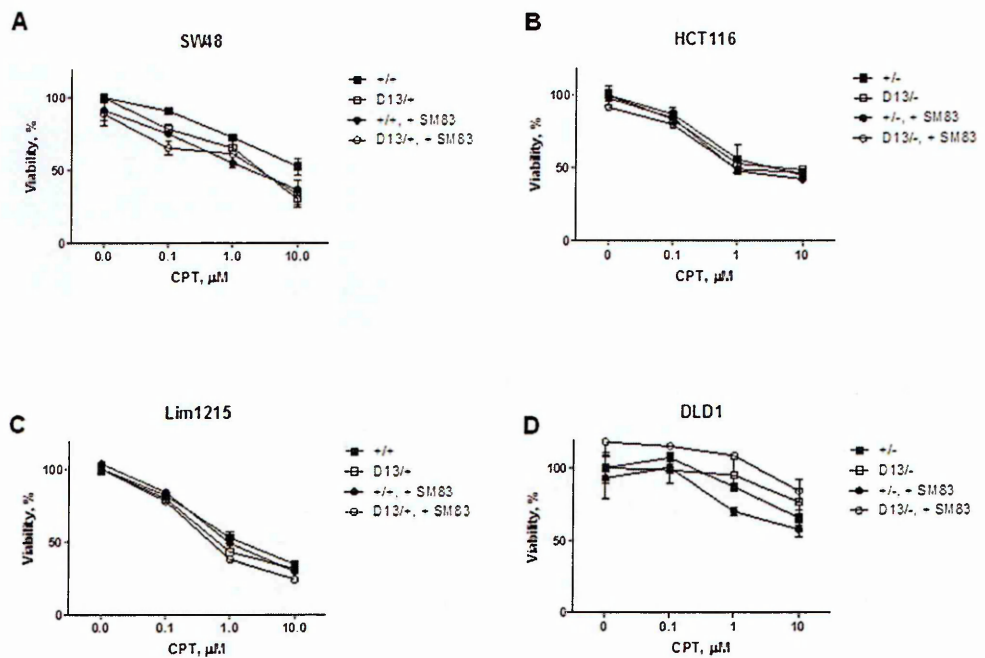 A
SW48
100
50
0
Viability, %
0.0 0.1 1.0 10.0
CPT, µM
+/+
D13/+
+/+, + SM83
D13/+, + SM83
B
HCT116
100
50
0
Viability, %
0 0.1 1 10
CPT, µM
+/-
D13/-
+/-, + SM83
D13/-, + SM83
C
Lim1215
100
50
0
Viability, %
0.0 0.1 1.0 10.0
CPT, µM
+/+
D13/+
+/+, + SM83
D13/+, + SM83
D
DLD1
100
50
0
Viability, %
0 0.1 1 10
CPT, µM
+/-
D13/-
+/-, + SM83
D13/-, + SM83